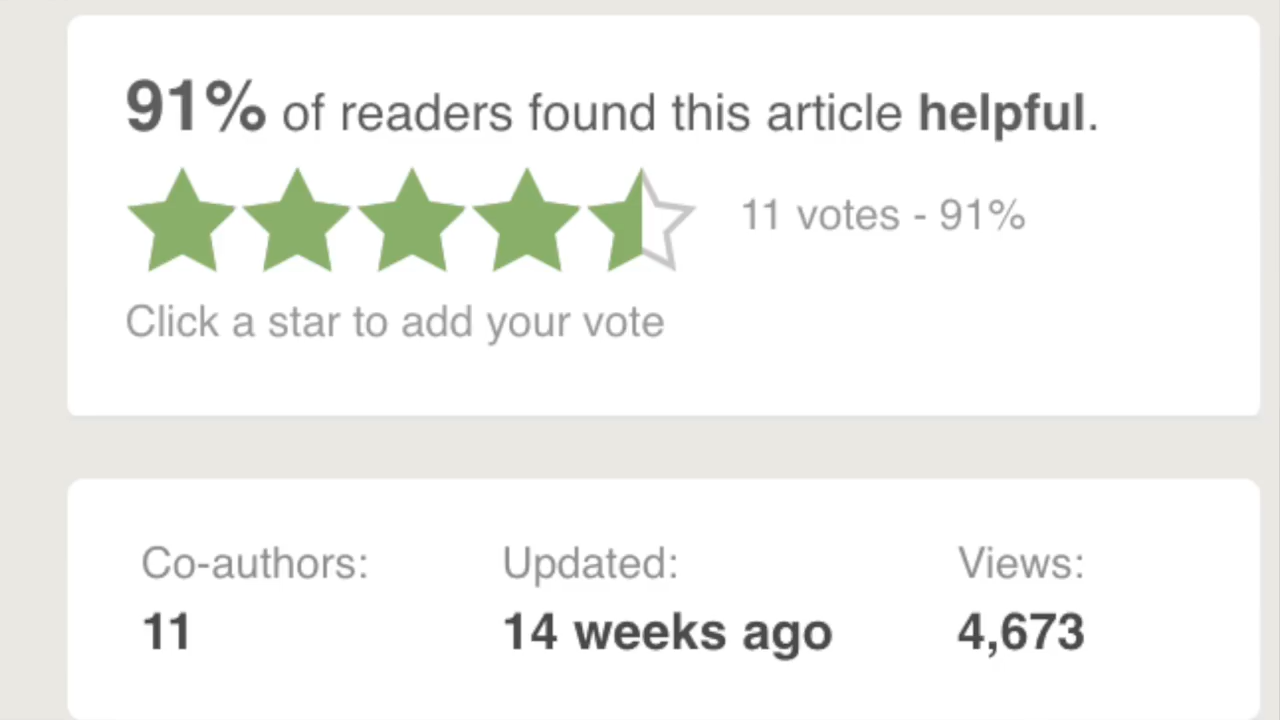 91% of readers found this article helpful.
11 votes - 91%
Click a star to add your vote
Co-authors: Updated: Views:
11 14 weeks ago 4,673